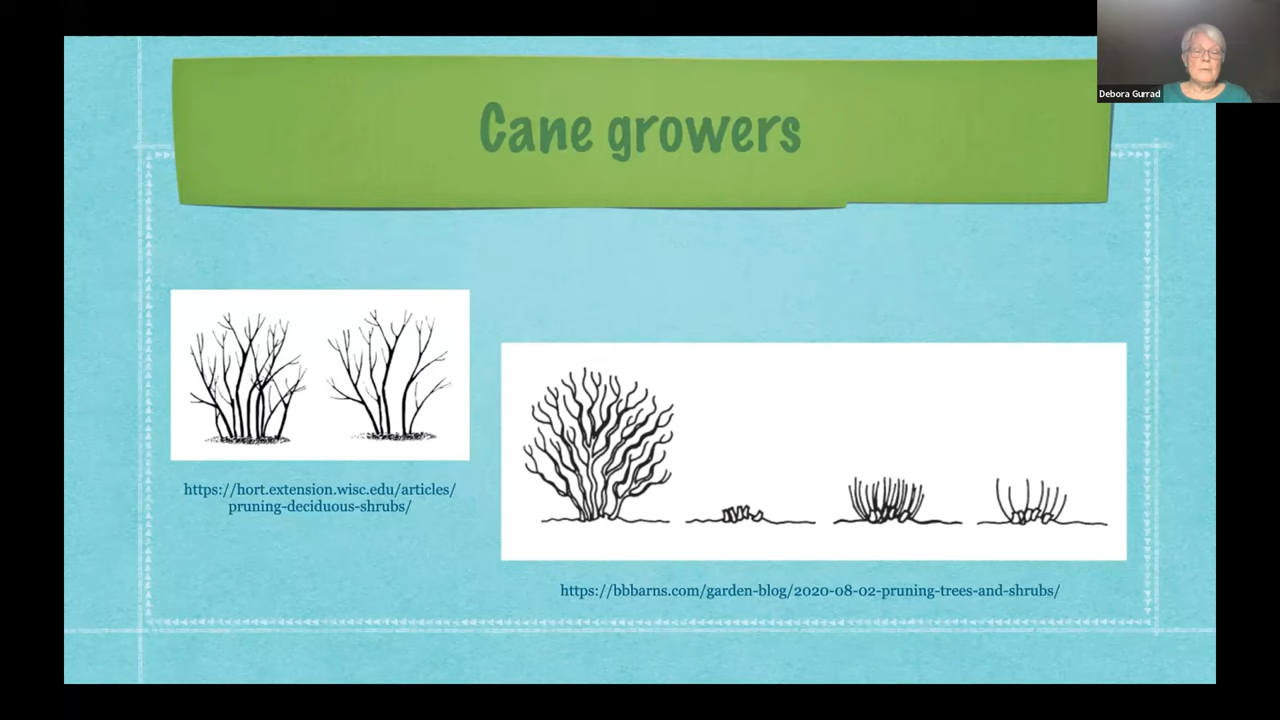 Cane growers
Debora Gurrad
https://hort.extension.wisc.edu/articles/
pruning-deciduous-shrubs/
https://bbbarns.com/garden-blog/2020-08-02-pruning-trees-and-shrubs/